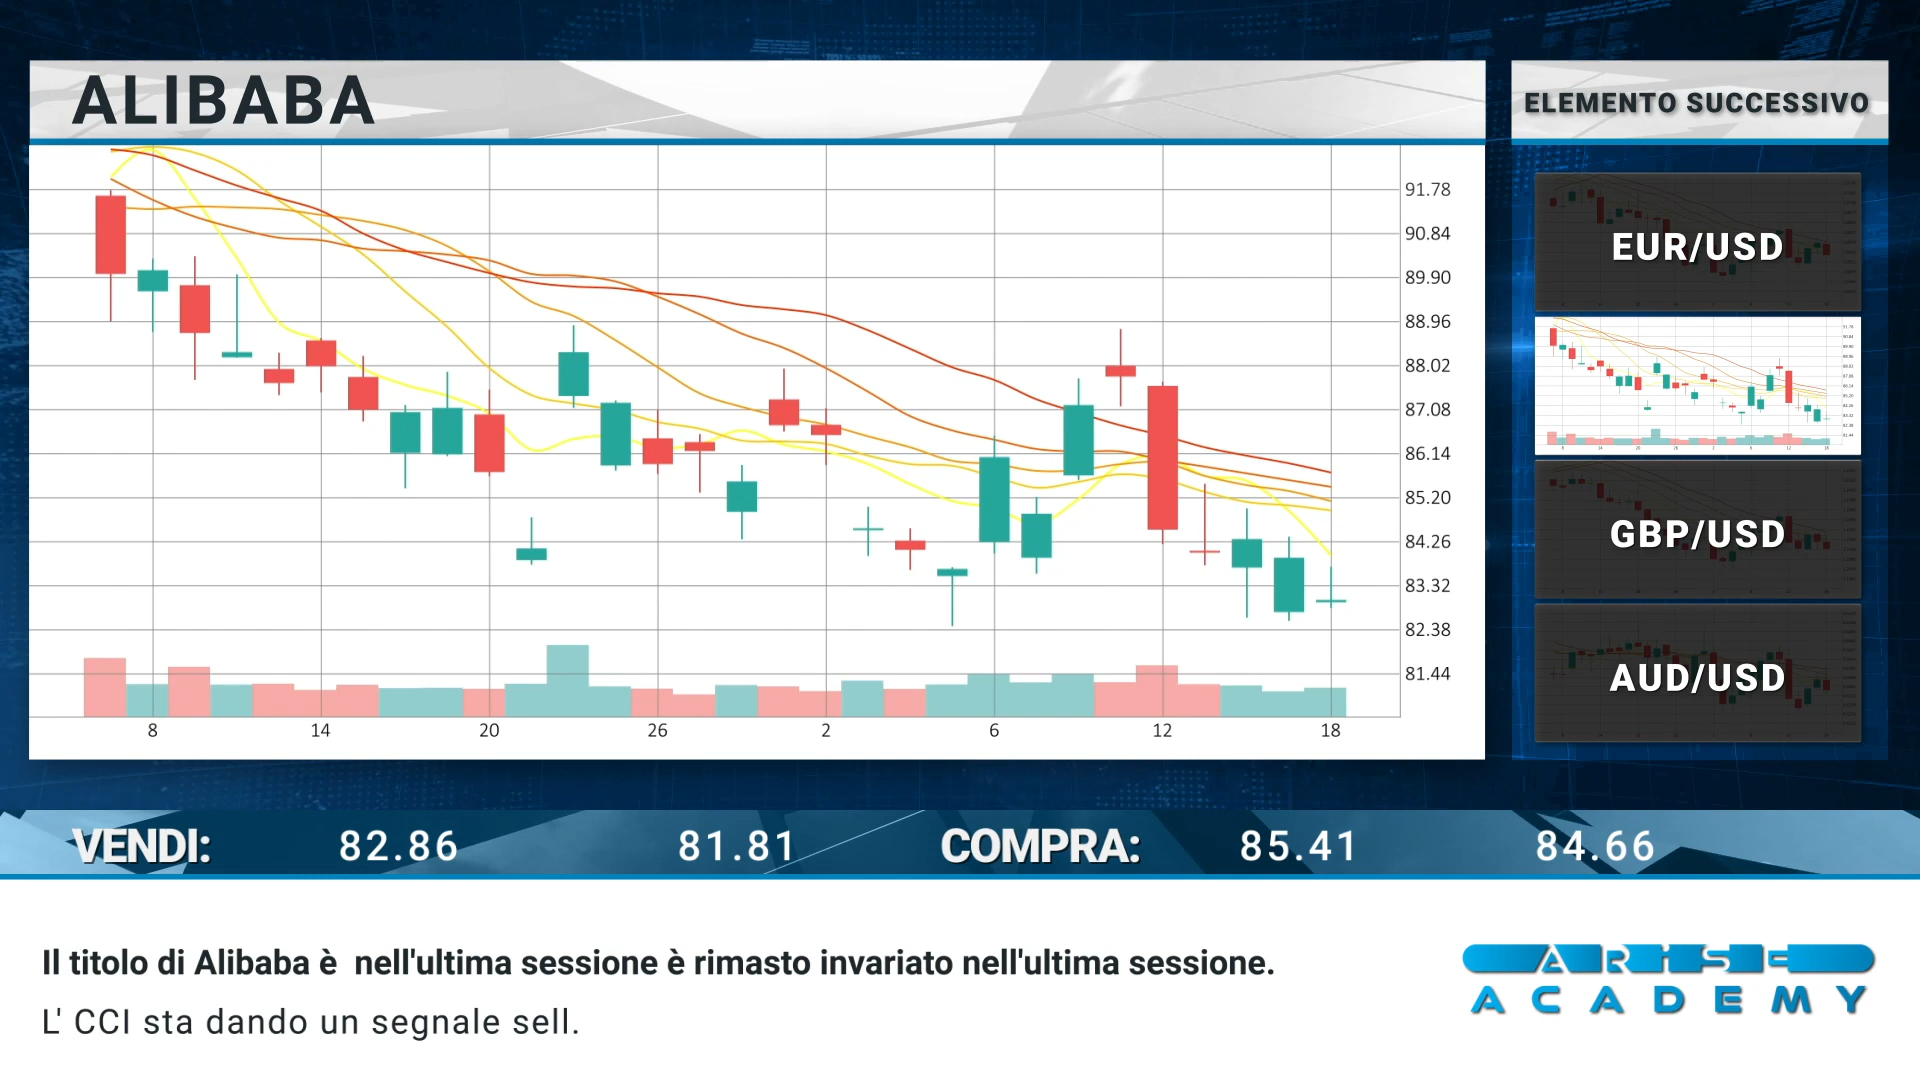 ALIBABA
ELEMENTO SUCCESSIVO
91.78
90.84
89.90
88.96
88.02
87.08
86.14
85.20
84.26
83.32
82.38
81.44
8 14 20 26 2 6 12 18
EUR/USD
GBP/USD
AUD/USD
VENDI: 82.86 81.81 COMPRA: 85.41 84.66
Il titolo di Alibaba è  nell'ultima sessione è rimasto invariato nell'ultima sessione.
L' CCI sta dando un segnale sell.
ARISE
ACADEMY